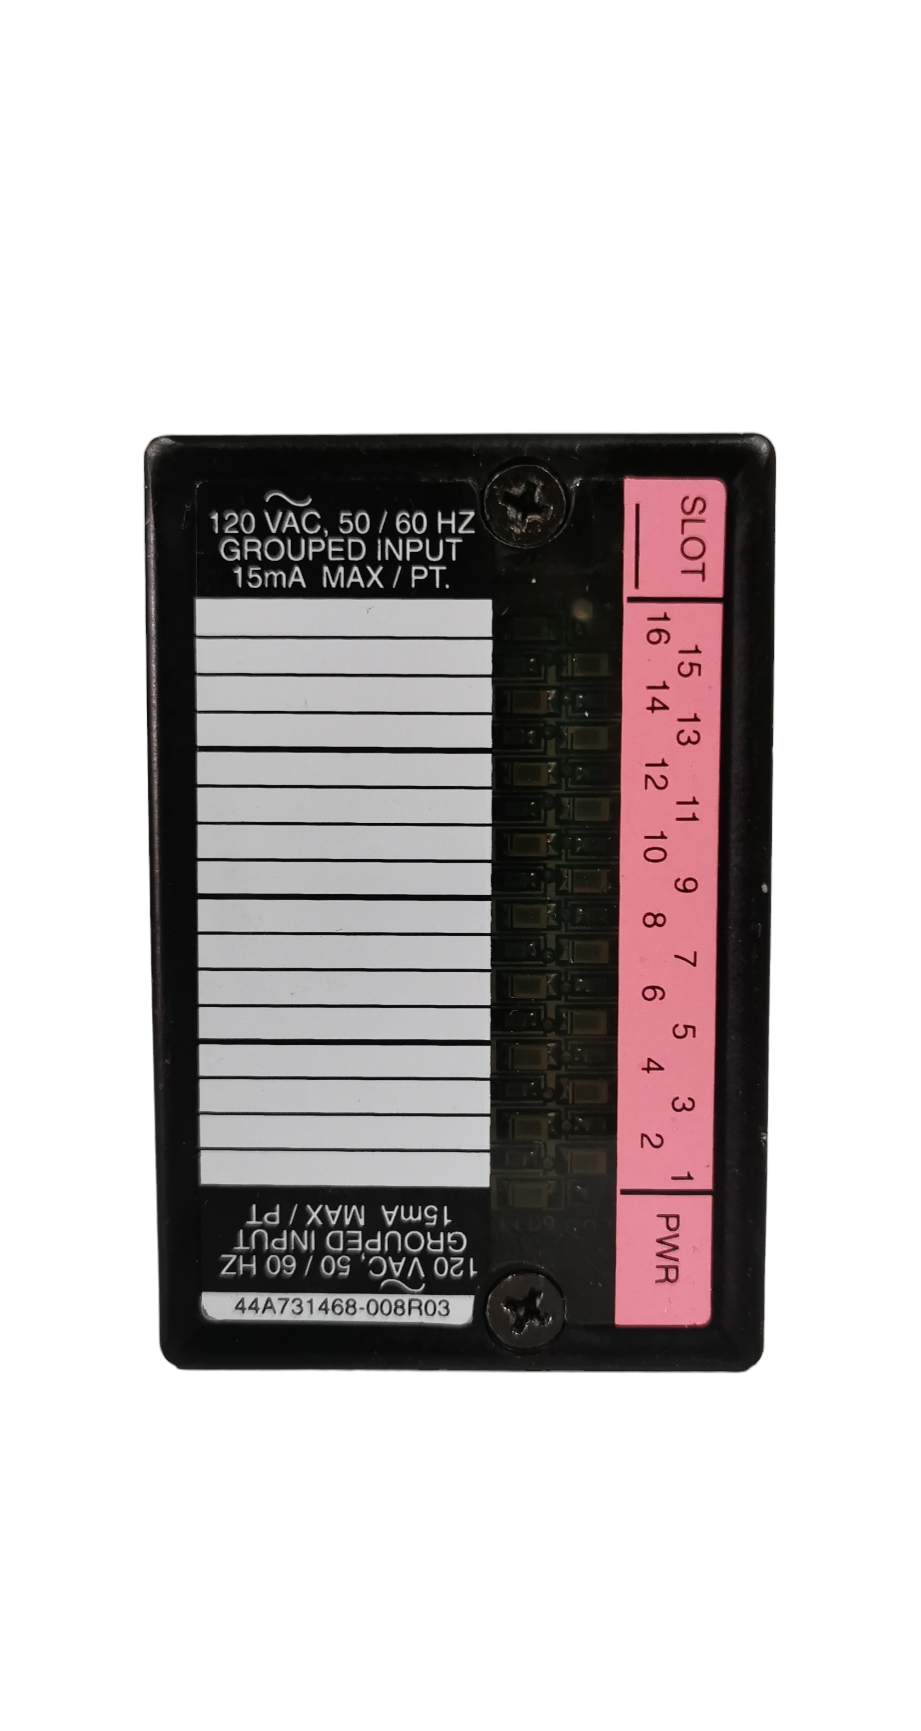 120 VAC, 50 / 60 HZ
GROUPED INPUT
15mA MAX / PT.
SLOT
16
15
14
13
12
11
10
9
8
7
6
5
4
3
2
1
PWR
120 VAC, 50 / 60 HZ
GROUPED INPUT
15mA MAX / PT
44A731468-008R03